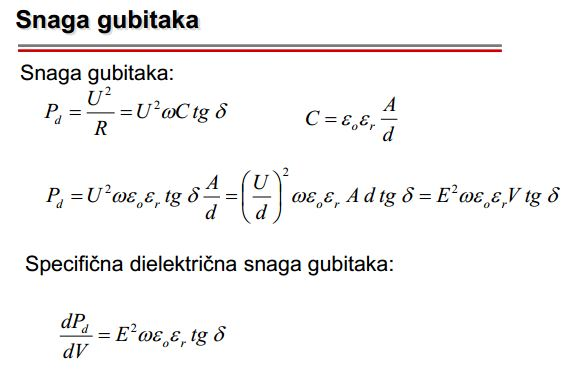 Snaga gubitaka
Snaga gubitaka:
P_d = U²/R = U²ωC tg δ    C = ε_o ε_r A/d
P_d = U²ωε_o ε_r tg δ A/d = (U/d)² ωε_o ε_r A d tg δ = E²ωε_o ε_r V tg δ
Specifična dielektrična snaga gubitaka:
dP_d/dV = E²ωε_o ε_r tg δ